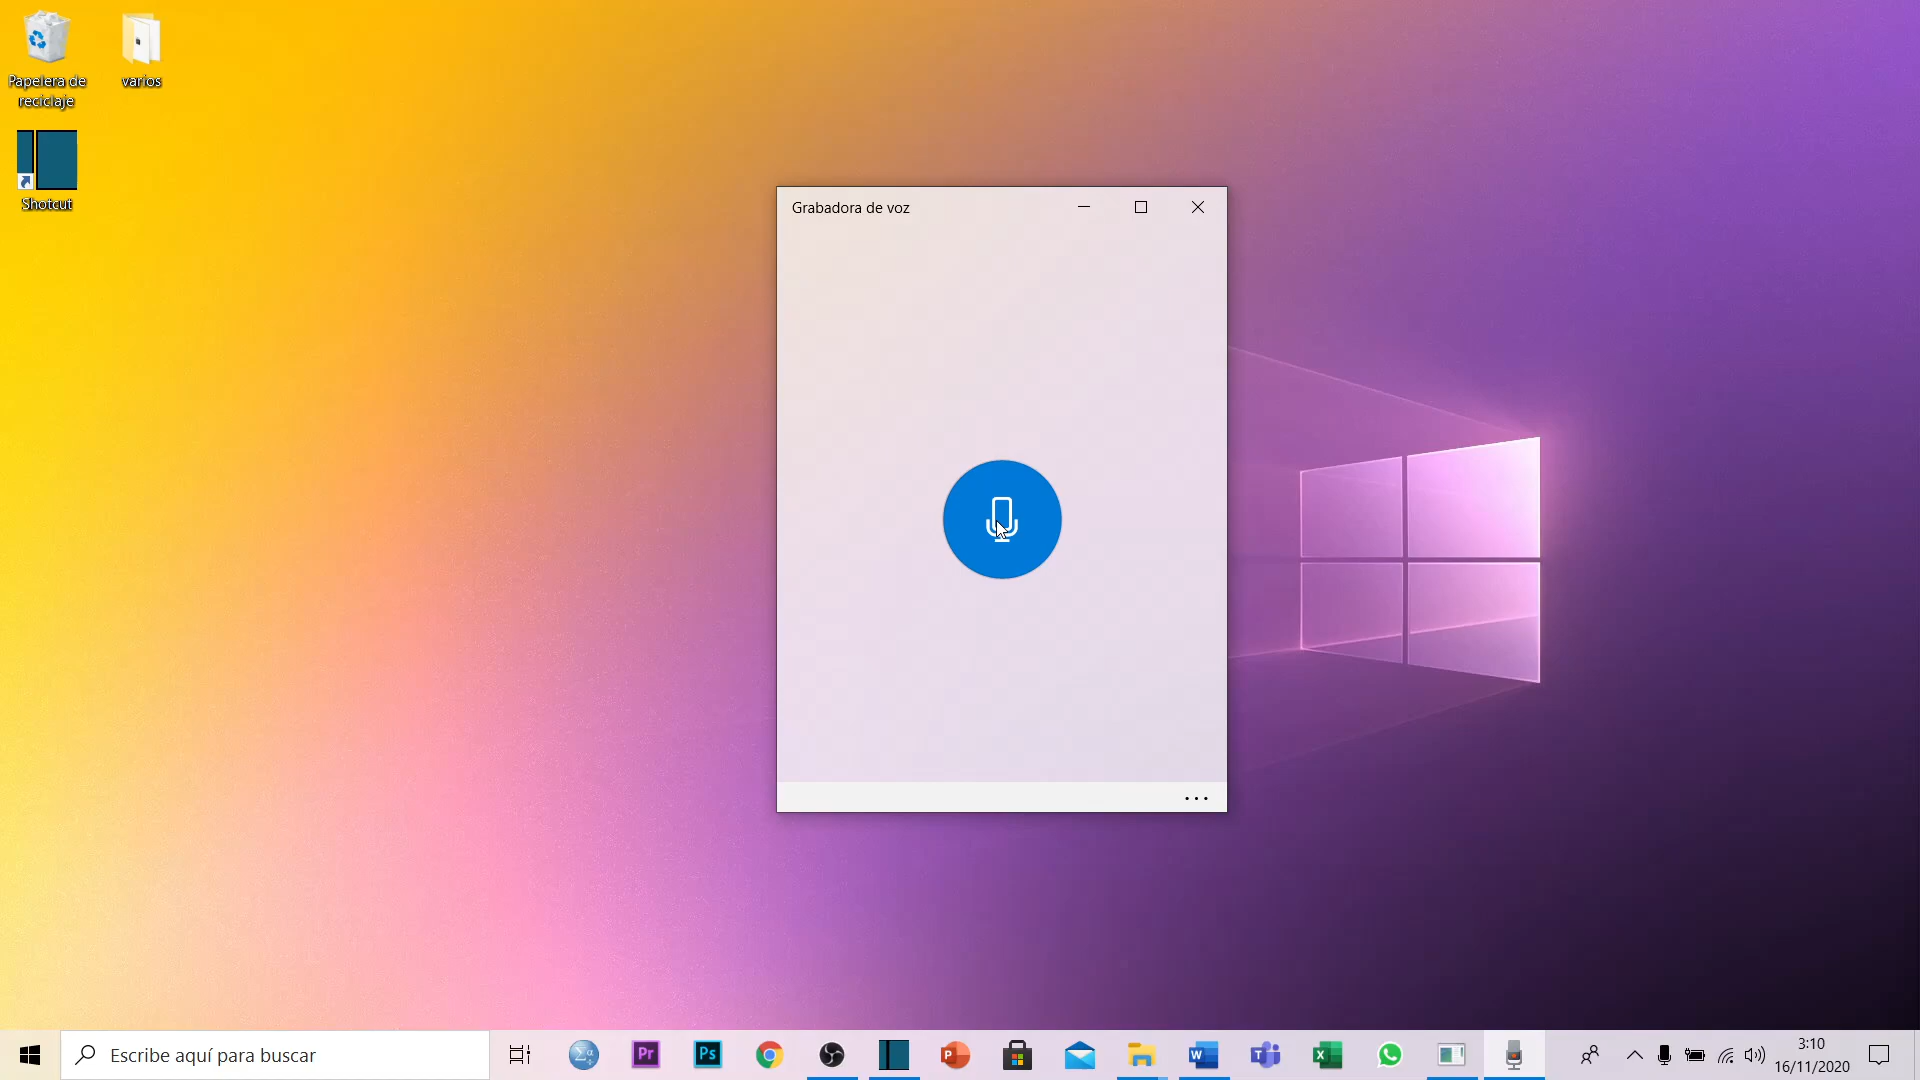 Papelera de
reciclaje
varios
Shotcut
Grabadora de voz
Escribe aquí para buscar
Pr
Ps
P
W
T
X
3:10
16/11/2020